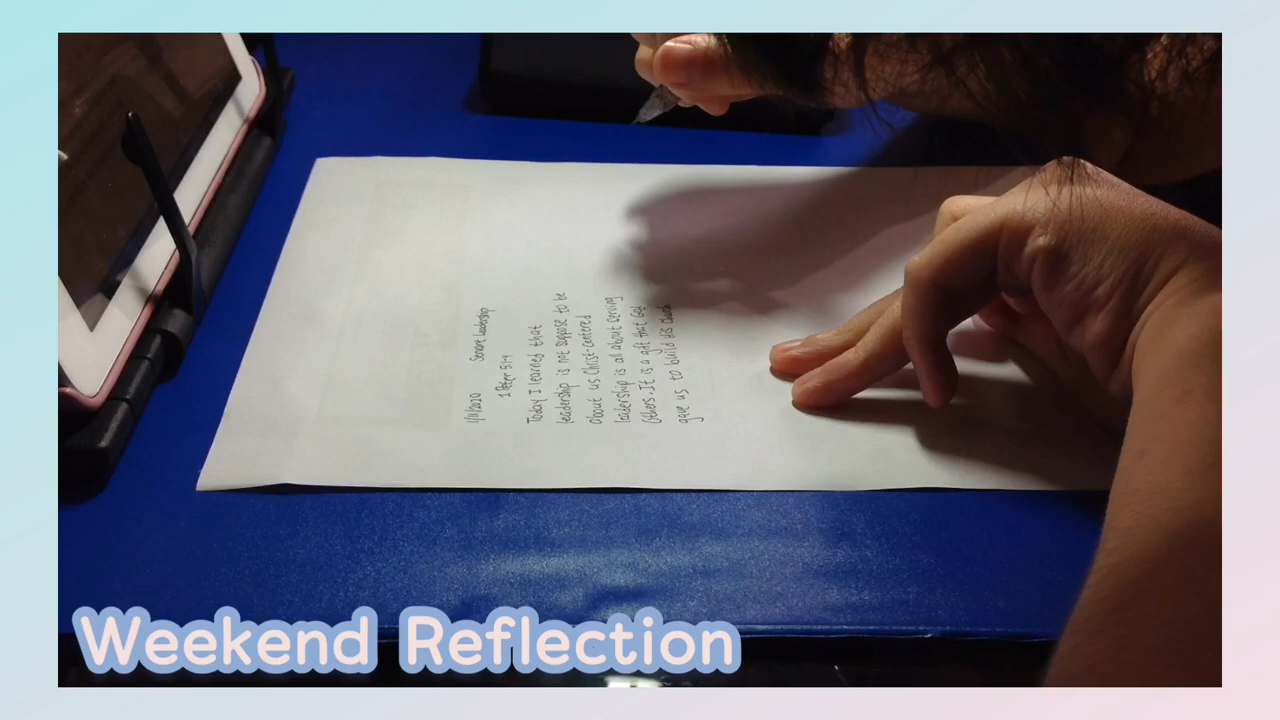 1/11/2020 Servant Leadership
1 Peter 5:1-4
Today I learned that
leadership is not suppose to be
about us. Christ-centered
leadership is all about serving
Others. It is a gift that God
gave us to build His church
Weekend Reflection